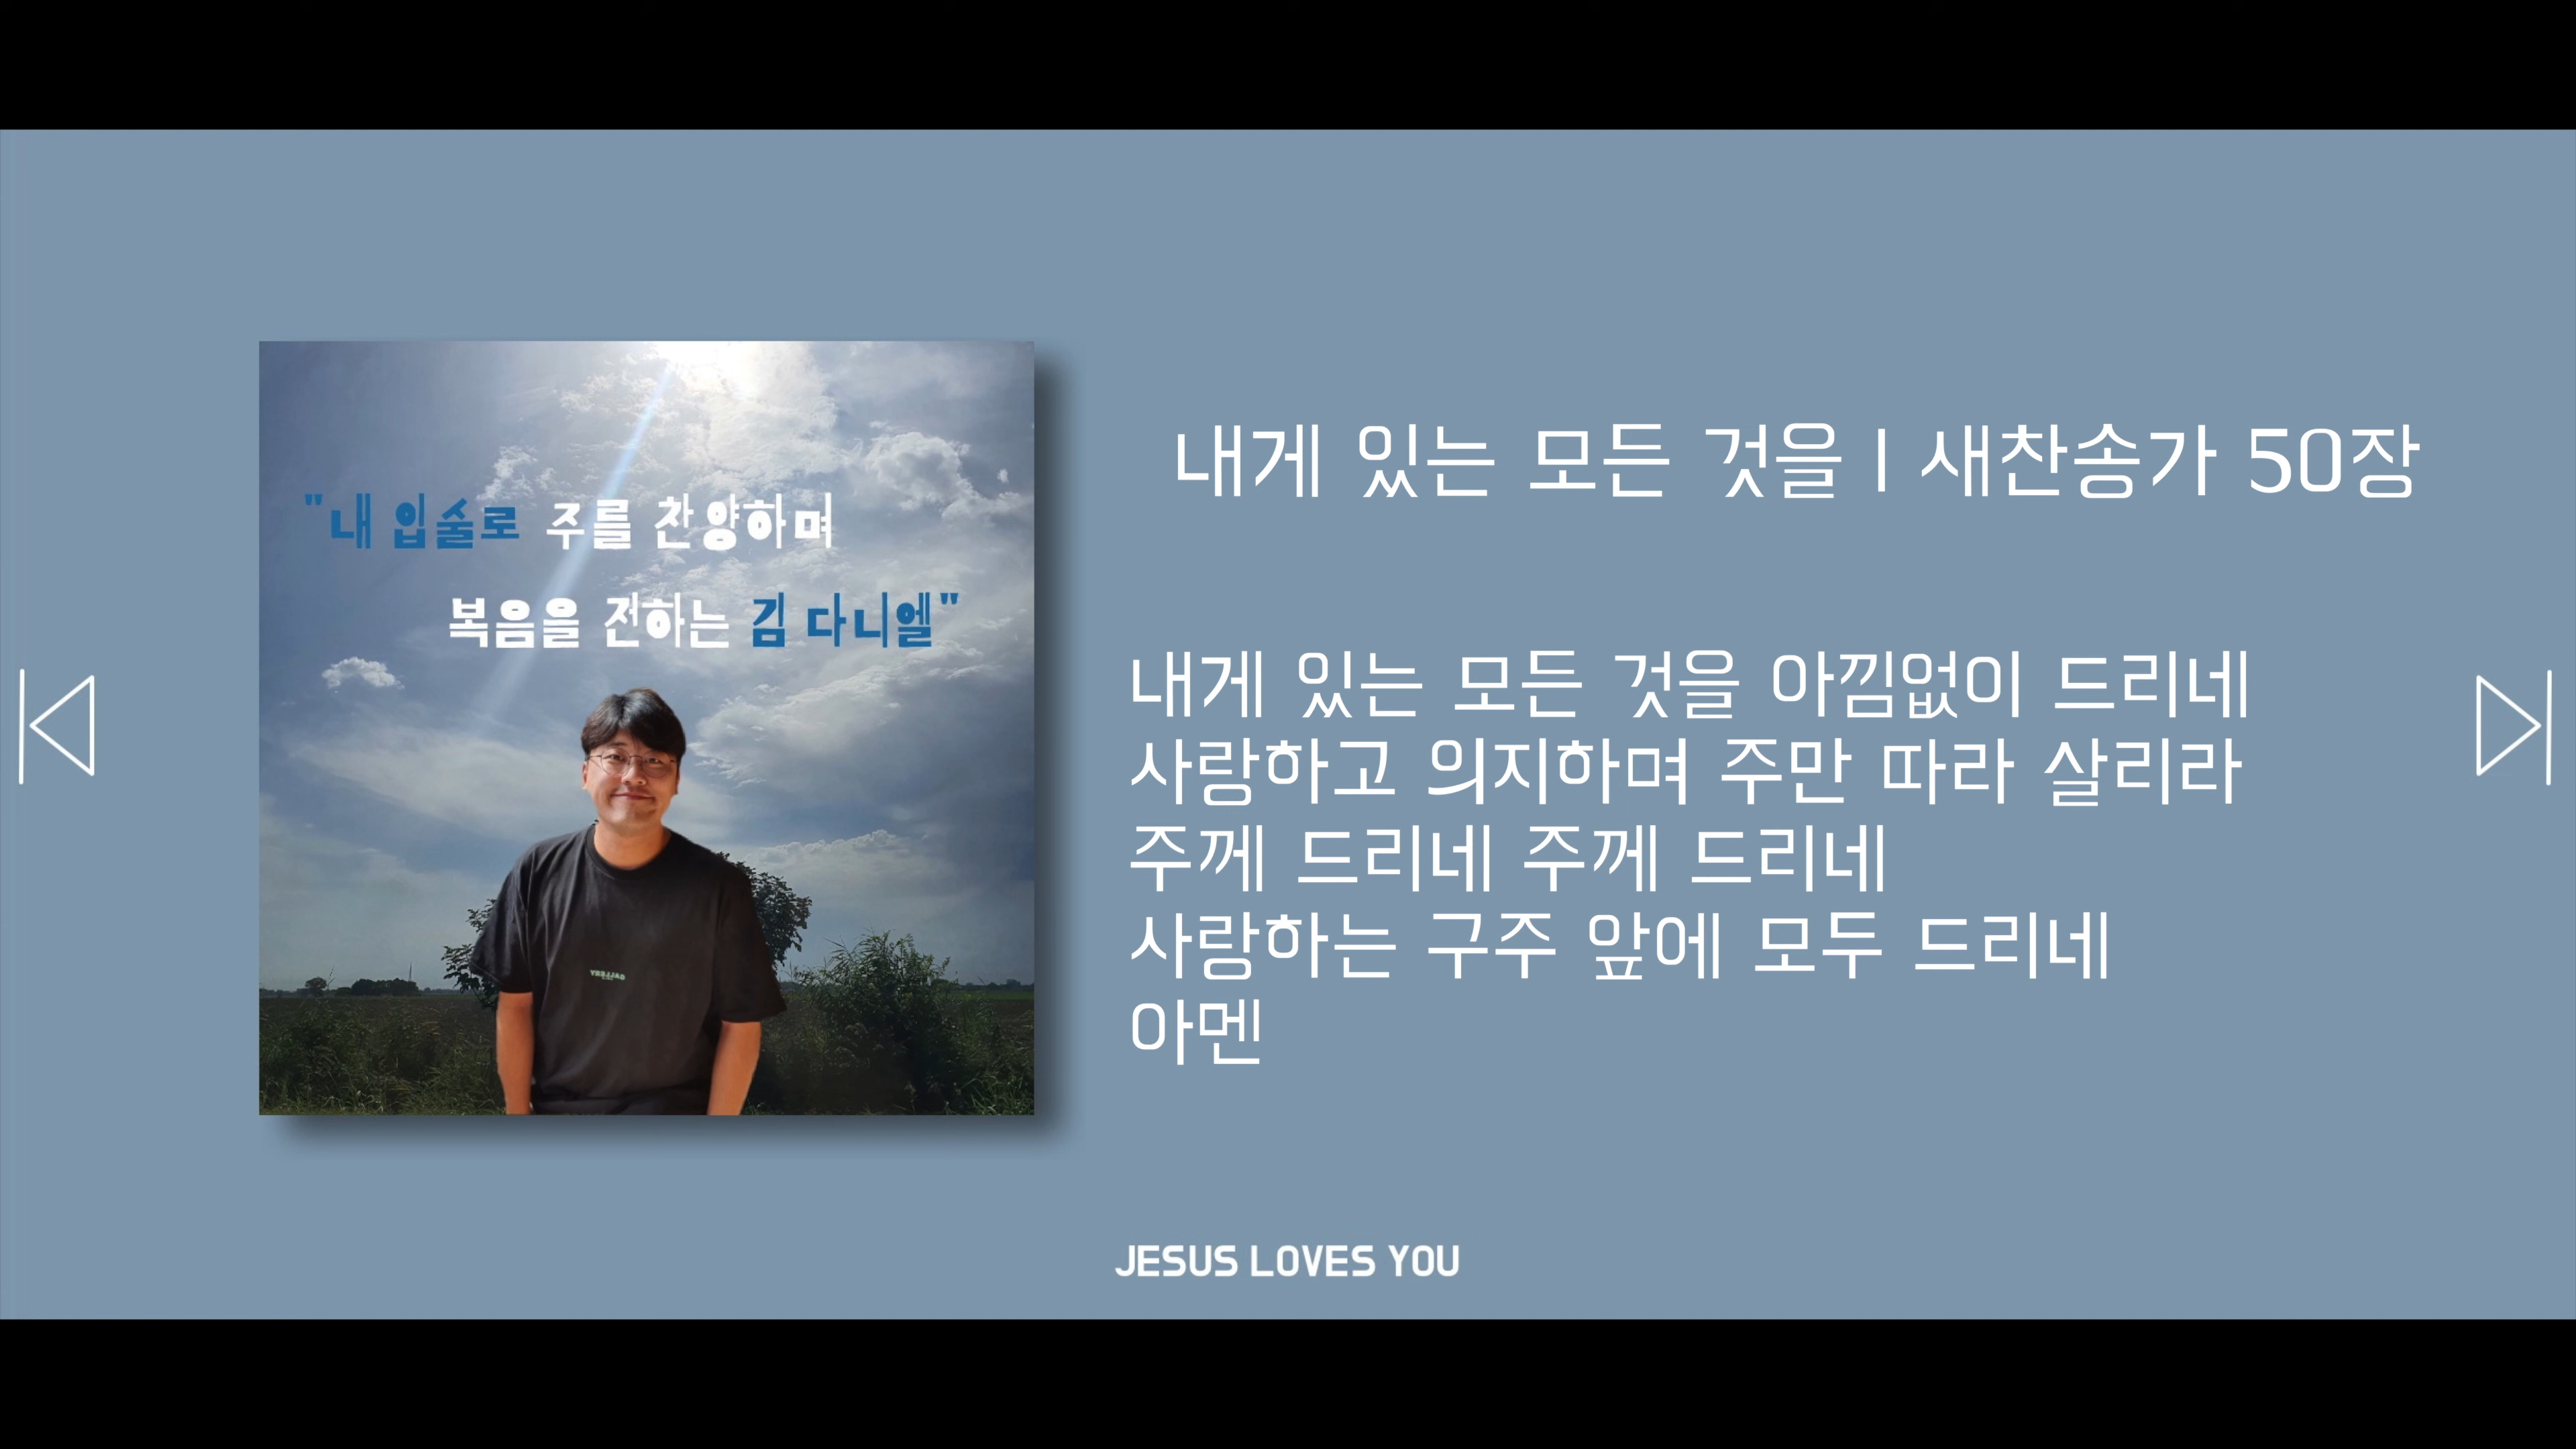 "내 입술로 주를 찬양하며
복음을 전하는 김 다니엘"
내게 있는 모든 것을 | 새찬송가 50장
내게 있는 모든 것을 아낌없이 드리네
사랑하고 의지하며 주만 따라 살리라
주께 드리네 주께 드리네
사랑하는 구주 앞에 모두 드리네
아멘
JESUS LOVES YOU